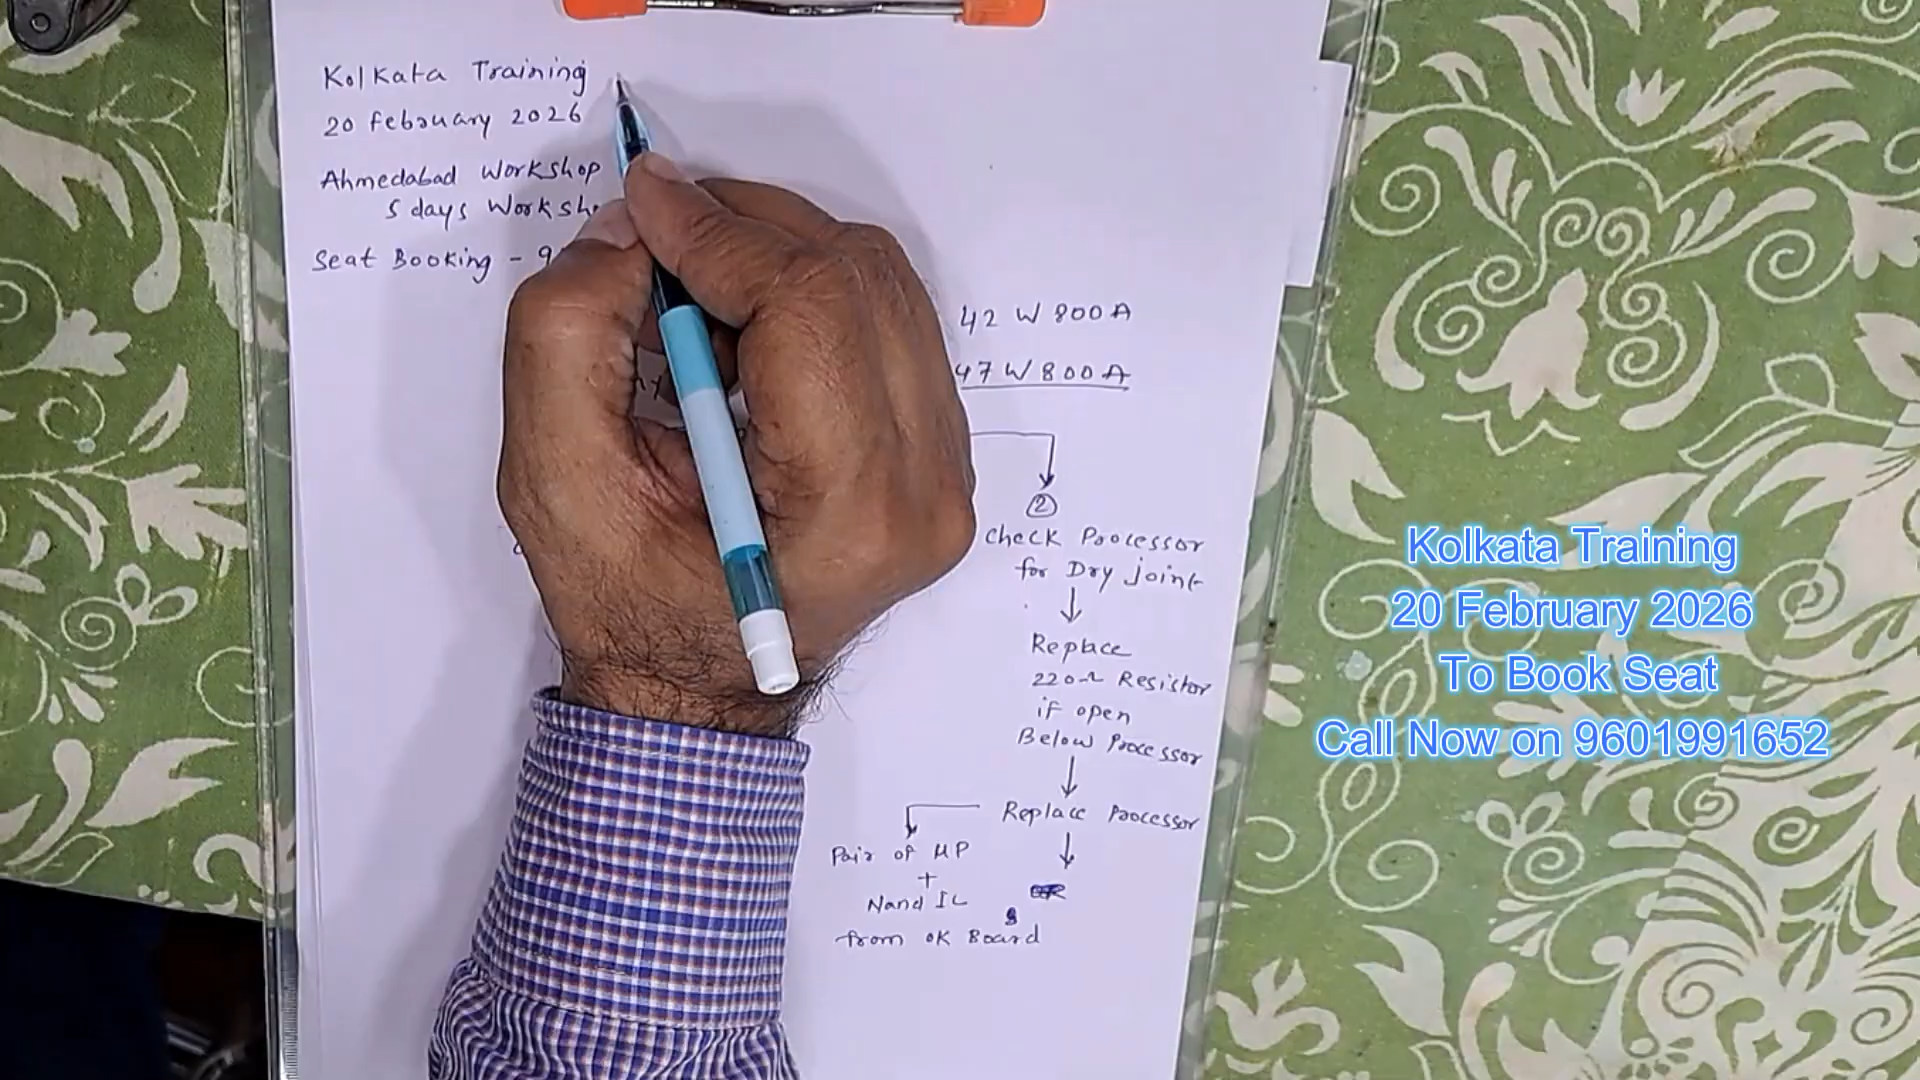 Kolkata Training
20 February 2026
Ahmedabad Workshop
5 days
Seat Booking - 9
42 W 800A
47 W 800A
2
Check Processor
for Dry joint
Replace
220Ω Resistor
if open
Below Processor
Replace Processor
Pair of μP
+
Nand IC
from OK Board
Kolkata Training
20 February 2026
To Book Seat
Call Now on 9601991652